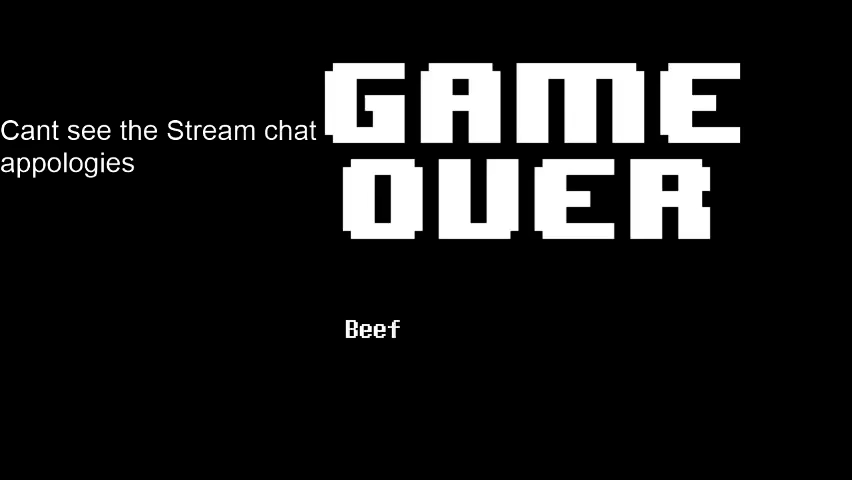 GAME
OVER
Cant see the Stream chat
appologies
Beef